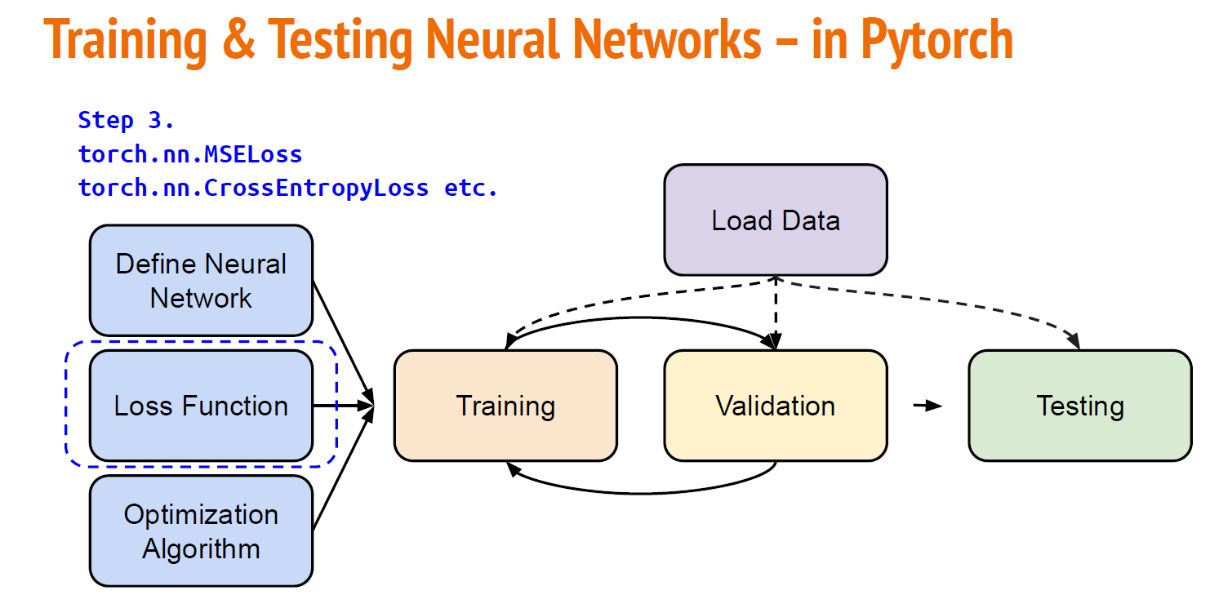 Training & Testing Neural Networks – in Pytorch
Step 3.
torch.nn.MSELoss
torch.nn.CrossEntropyLoss etc.
Load Data
Define Neural
Network
Loss Function
Training
Validation
Testing
Optimization
Algorithm